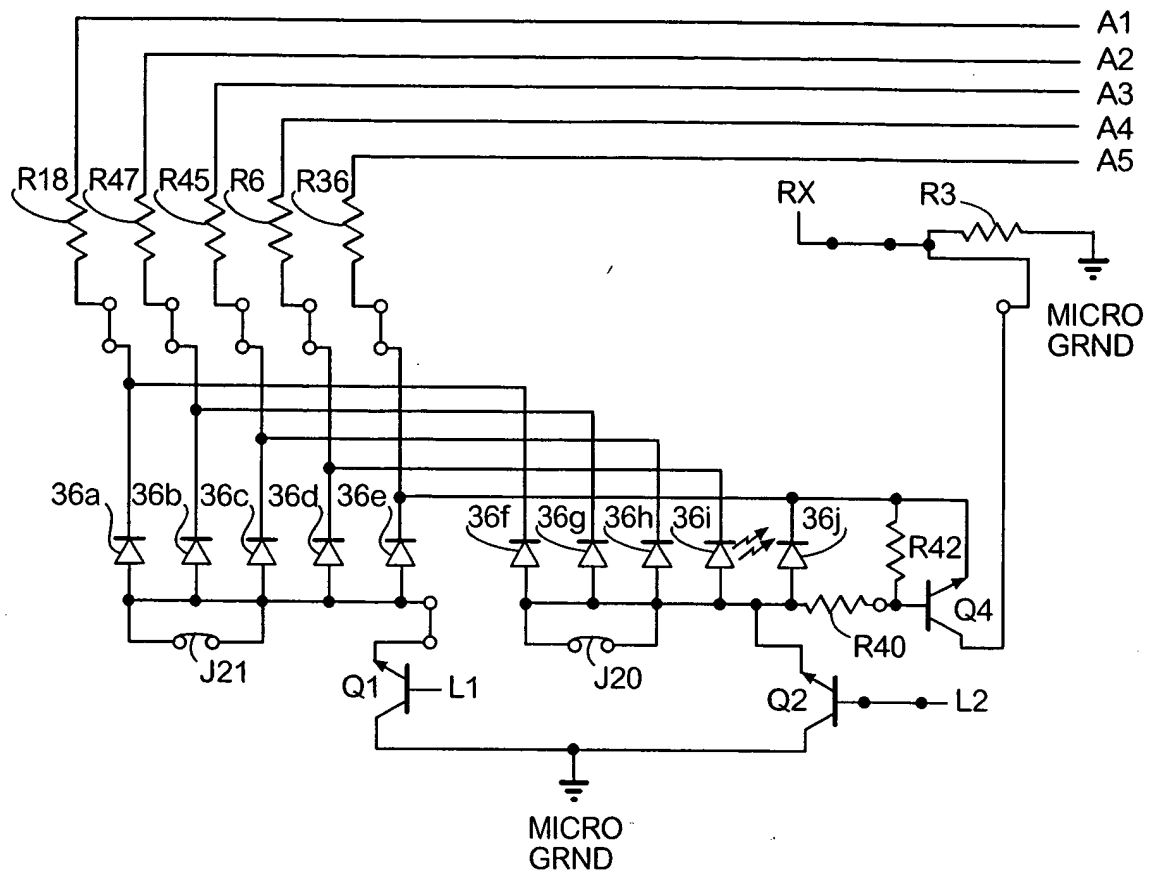 A1
A2
A3
A4
A5
R18 R47 R45 R6 R36
RX
R3
MICRO
GRND
36a 36b 36c 36d 36e
36f 36g 36h 36i 36j
R42
Q4
R40
J21
J20
Q1
L1
Q2
L2
MICRO
GRND